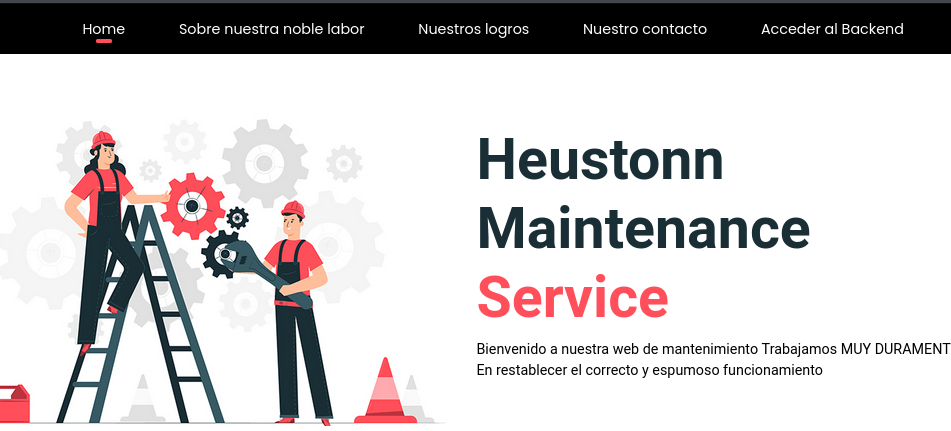 Home Sobre nuestra noble labor Nuestros logros Nuestro contacto Acceder al Backend
Heustonn
Maintenance
Service
Bienvenido a nuestra web de mantenimiento Trabajamos MUY DURAMENT
En restablecer el correcto y espumoso funcionamiento